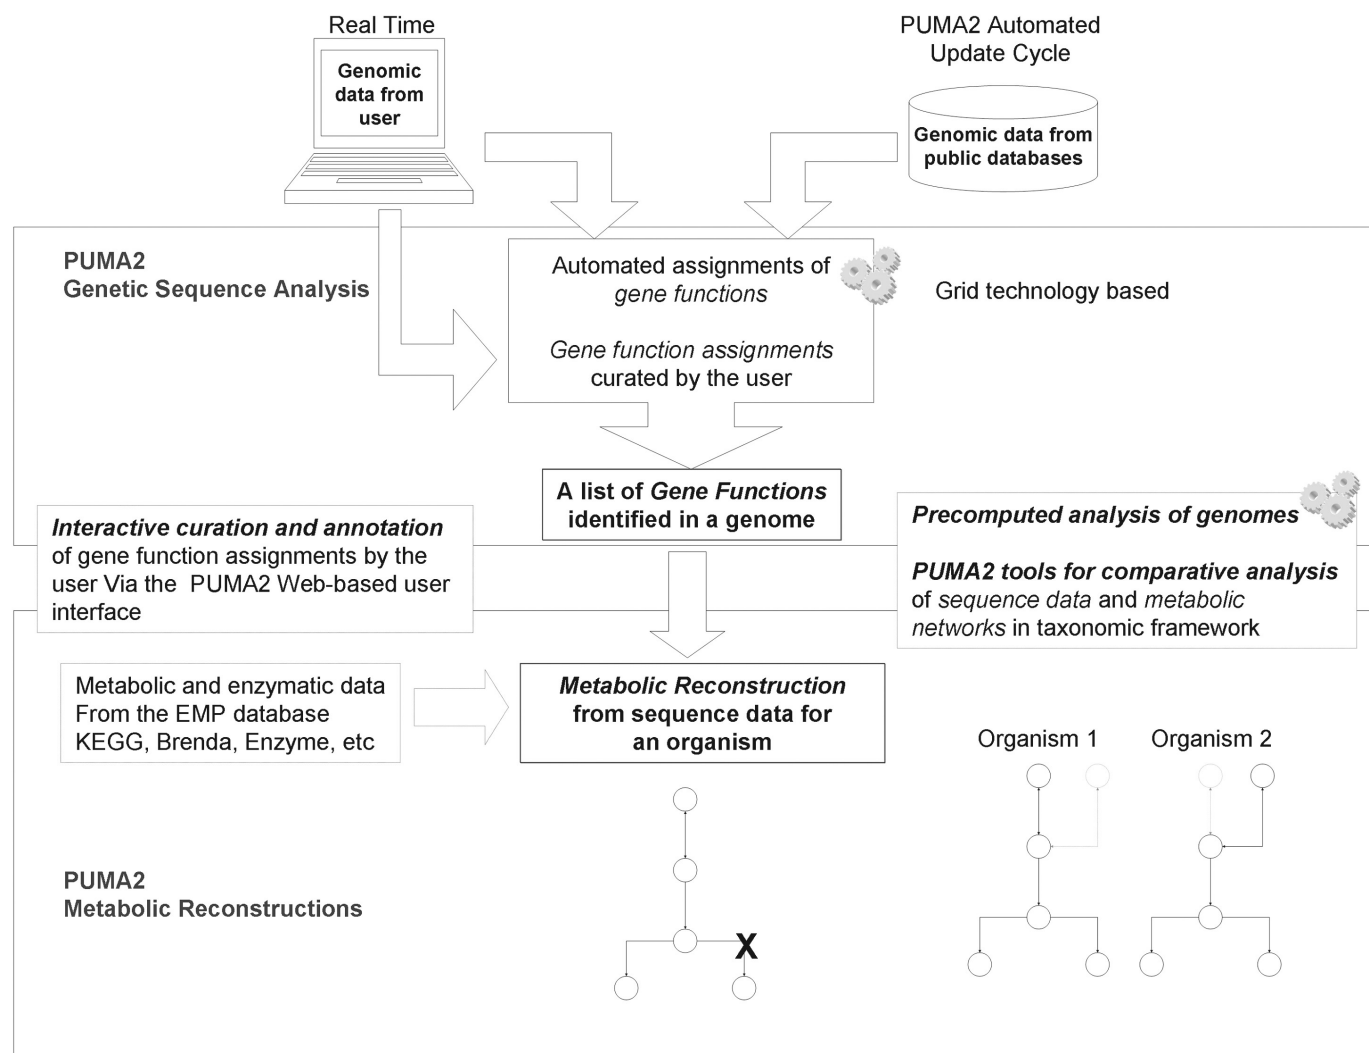 Real Time
Genomic
data from
user
PUMA2 Automated
Update Cycle
Genomic data from
public databases
PUMA2
Genetic Sequence Analysis
Automated assignments of
gene functions
Gene function assignments
curated by the user
Grid technology based
A list of Gene Functions
identified in a genome
Interactive curation and annotation
of gene function assignments by the
user Via the PUMA2 Web-based user
interface
Precomputed analysis of genomes
PUMA2 tools for comparative analysis
of sequence data and metabolic
networks in taxonomic framework
Metabolic and enzymatic data
From the EMP database
KEGG, Brenda, Enzyme, etc
Metabolic Reconstruction
from sequence data for
an organism
Organism 1
Organism 2
X
PUMA2
Metabolic Reconstructions